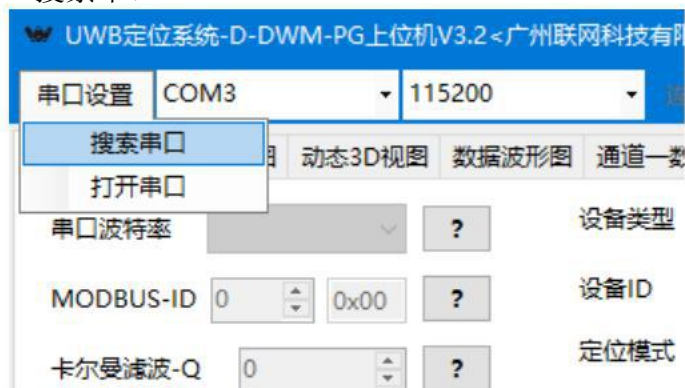 UWB定位系统-D-DWM-PG上位机V3.2<广州联网科技有限
串口设置 COM3 115200
搜索串口
图 动态3D视图 数据波形图 通道一数
打开串口
串口波特率 ? 设备类型
MODBUS-ID 0 0x00 ? 设备ID
卡尔曼滤波-Q 0 ? 定位模式